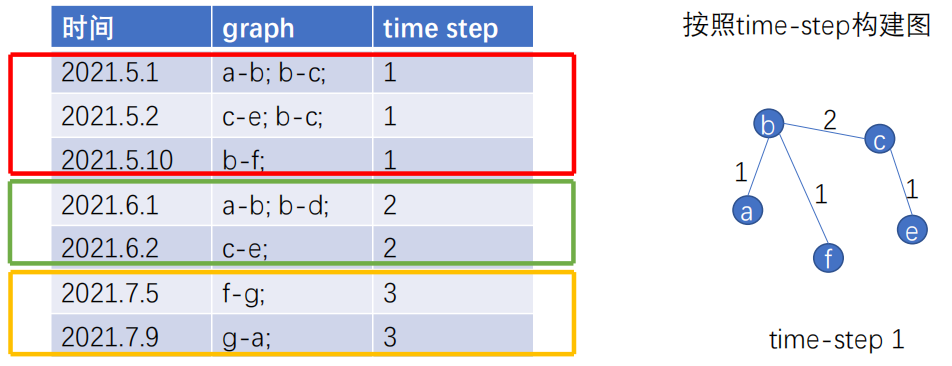 时间 graph time step
2021.5.1 a-b; b-c; 1
2021.5.2 c-e; b-c; 1
2021.5.10 b-f; 1
2021.6.1 a-b; b-d; 2
2021.6.2 c-e; 2
2021.7.5 f-g; 3
2021.7.9 g-a; 3
按照time-step构建图
b 2 c
1 1 1
a f e
time-step 1